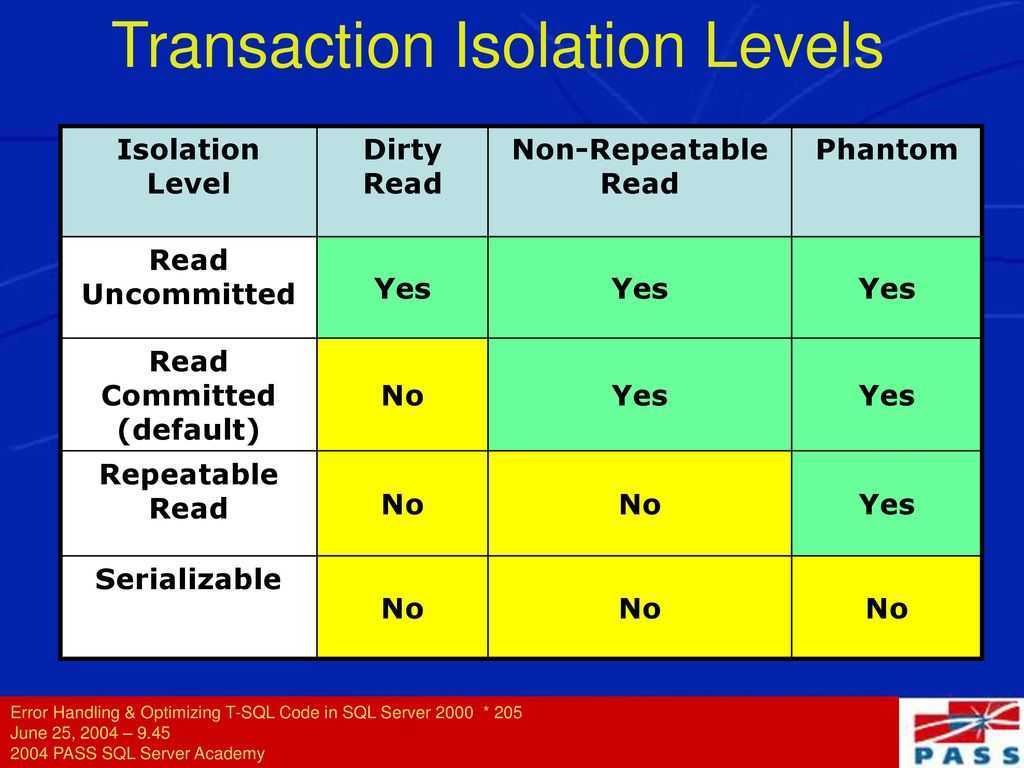 Transaction Isolation Levels
Isolation Level
Dirty Read
Non-Repeatable Read
Phantom
Read Uncommitted
Yes
Yes
Yes
Read Committed (default)
No
Yes
Yes
Repeatable Read
No
No
Yes
Serializable
No
No
No
Error Handling & Optimizing T-SQL Code in SQL Server 2000 * 205
June 25, 2004 – 9.45
2004 PASS SQL Server Academy
PASS